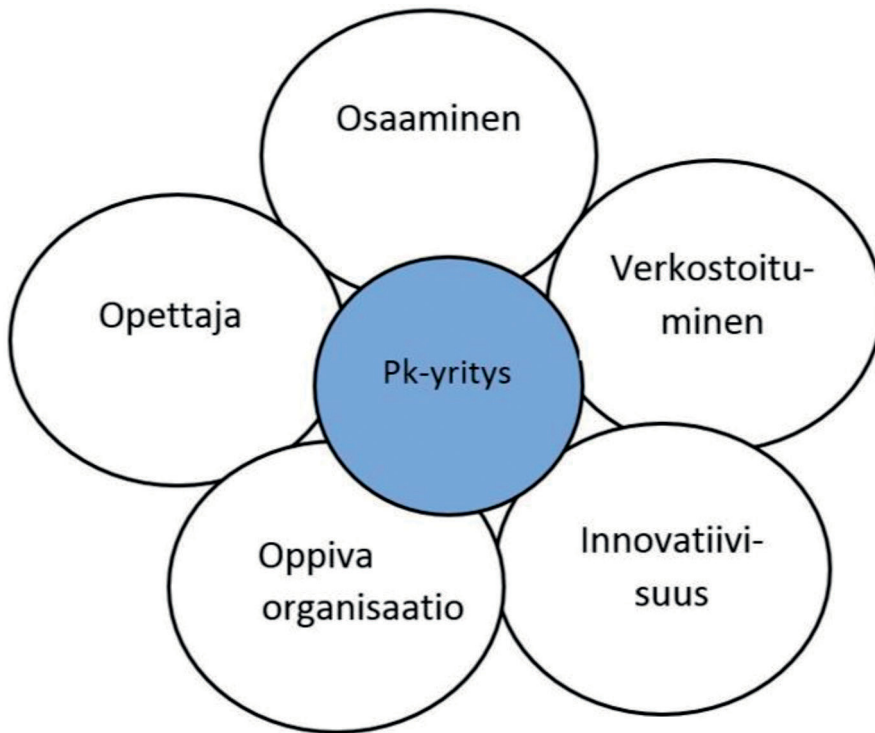 Osaaminen
Verkostoitu-
minen
Opettaja
Pk-yritys
Innovatiivi-
suus
Oppiva
organisaatio